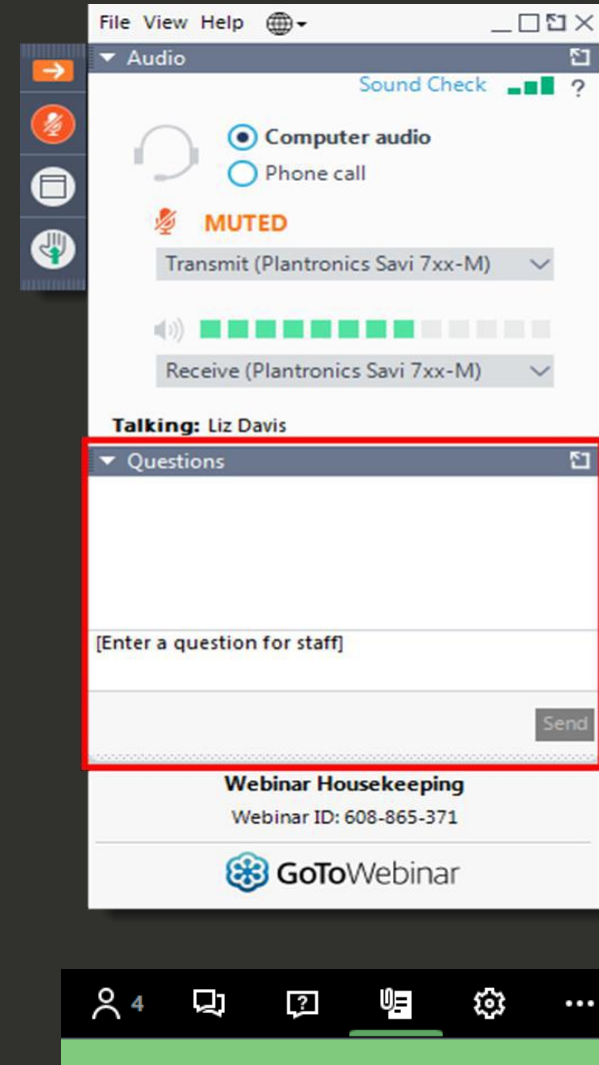 File View Help
Audio
Sound Check ?
Computer audio
Phone call
MUTED
Transmit (Plantronics Savi 7xx-M)
Receive (Plantronics Savi 7xx-M)
Talking: Liz Davis
Questions
[Enter a question for staff]
Send
Webinar Housekeeping
Webinar ID: 608-865-371
GoToWebinar
4 ?